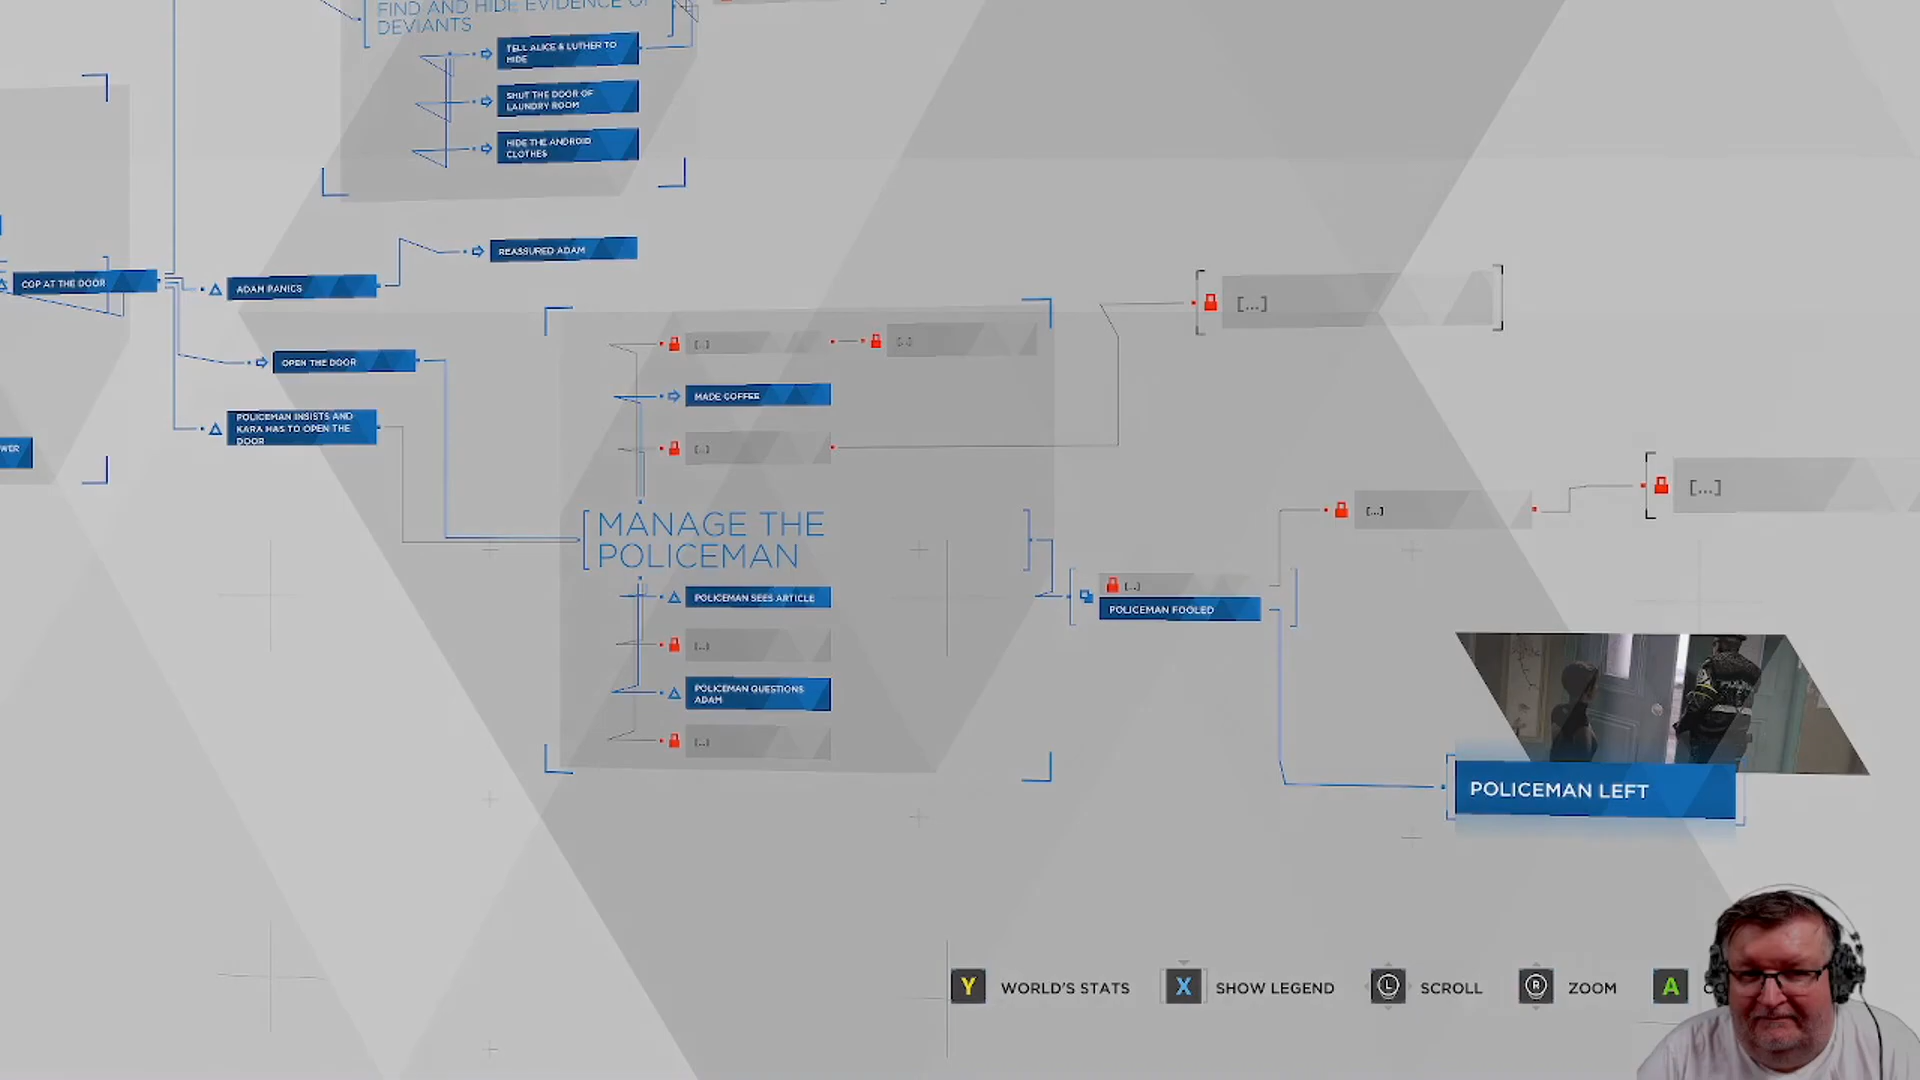 FIND AND HIDE EVIDENCE OF
DEVIANTS
TELL ALICE & LUTHER TO
HIDE
SHUT THE DOOR OF
LAUNDRY ROOM
HIDE THE ANDROID
CLOTHES
REASSURED ADAM
COP AT THE DOOR
ADAM PANICS
[...]
OPEN THE DOOR
[...]
[...]
MADE COFFEE
POLICEMAN INSISTS AND
KARA HAS TO OPEN THE
DOOR
[...]
WER
[...]
[...]
MANAGE THE
POLICEMAN
[...]
POLICEMAN SEES ARTICLE
POLICEMAN FOOLED
[...]
POLICEMAN QUESTIONS
ADAM
[...]
POLICEMAN LEFT
Y WORLD'S STATS
X SHOW LEGEND
L SCROLL
R ZOOM
A